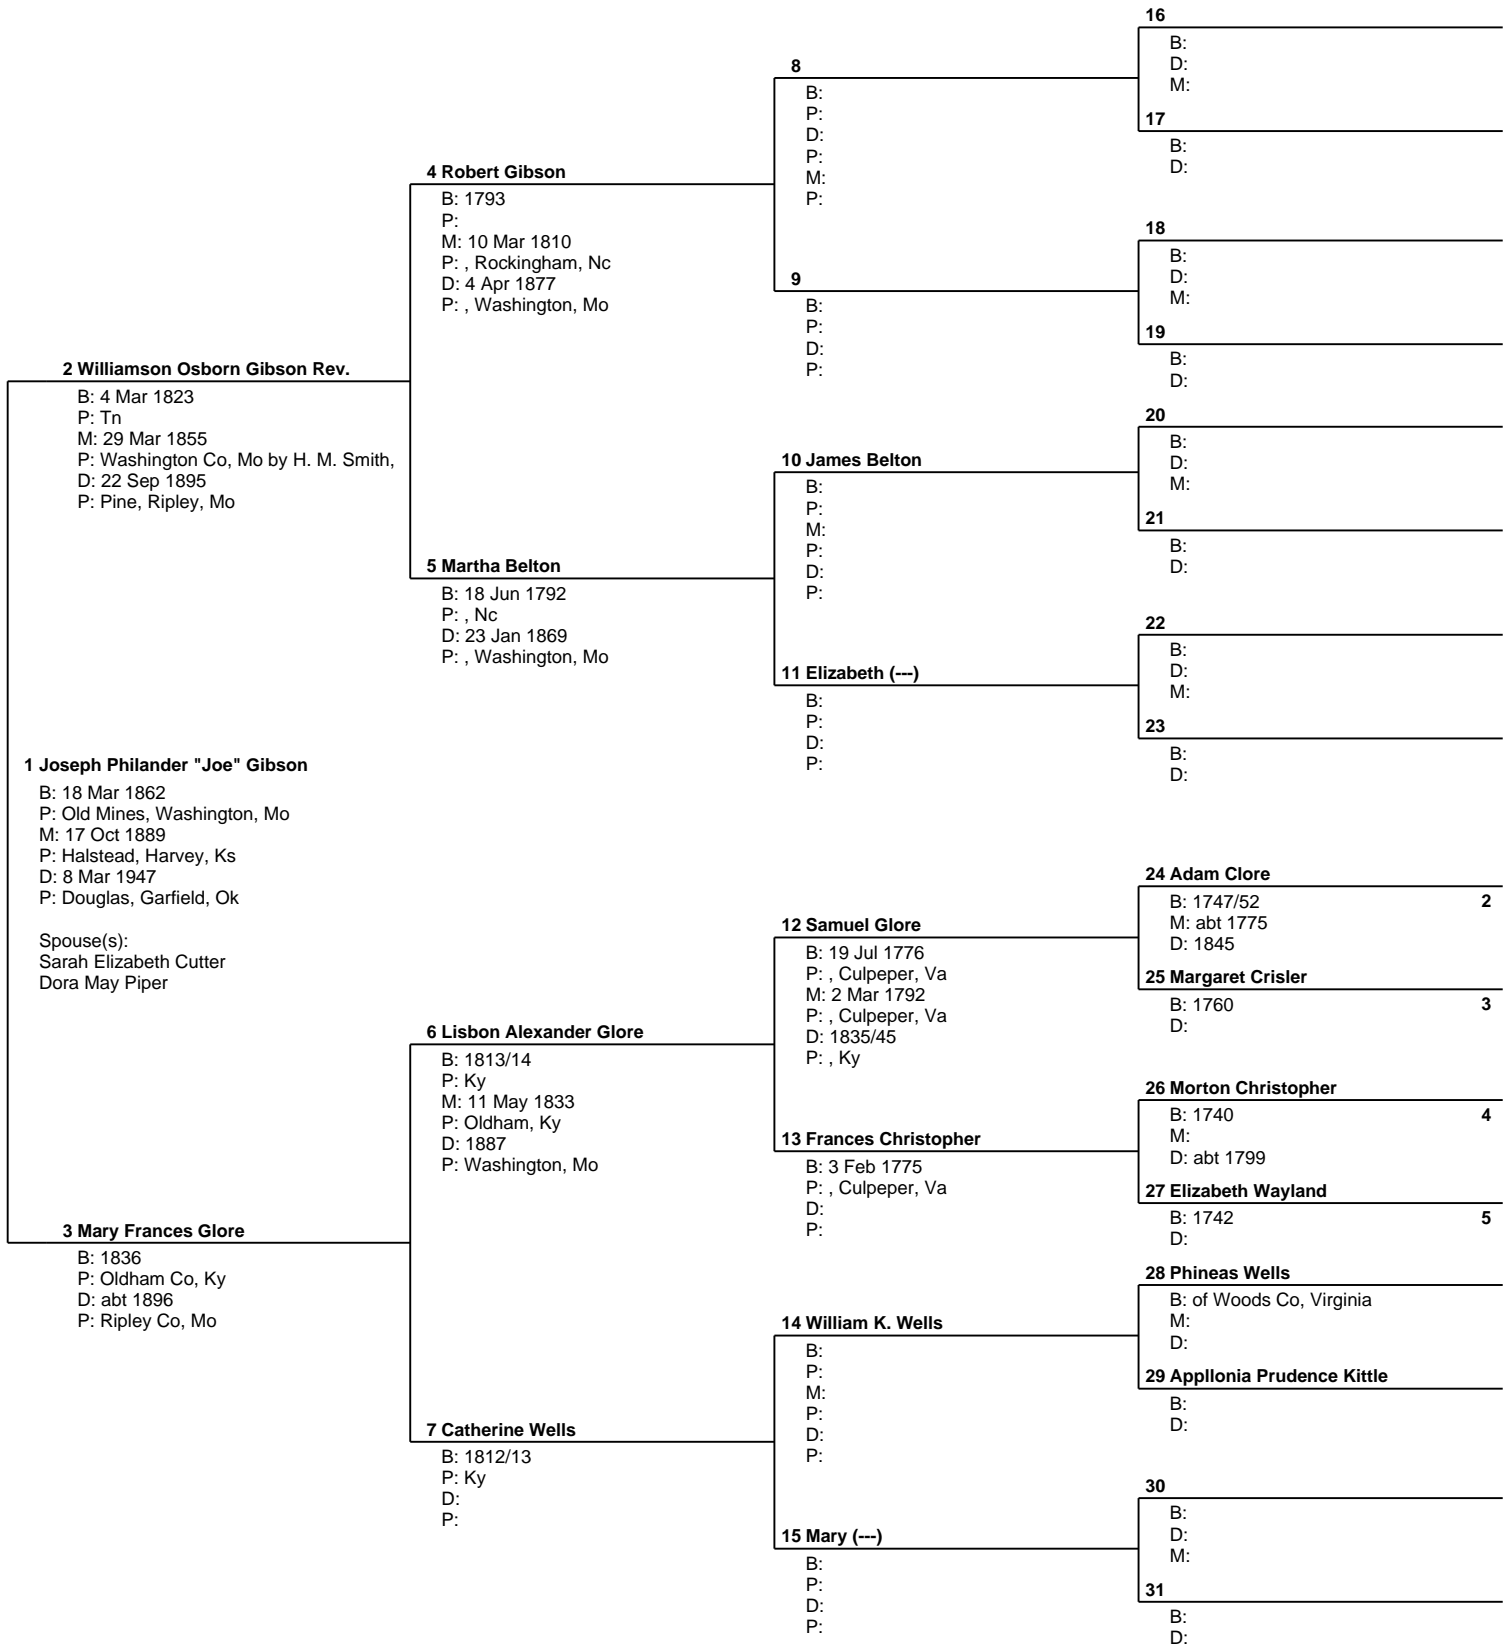 16
B:
D:
M:
8
B:
P:
D:
P:
M:
P:
17
B:
D:
4 Robert Gibson
B: 1793
P:
M: 10 Mar 1810
P: , Rockingham, Nc
D: 4 Apr 1877
P: , Washington, Mo
18
B:
D:
M:
9
B:
P:
D:
P:
19
B:
D:
2 Williamson Osborn Gibson Rev.
B: 4 Mar 1823
P: Tn
M: 29 Mar 1855
P: Washington Co, Mo by H. M. Smith,
D: 22 Sep 1895
P: Pine, Ripley, Mo
20
B:
D:
M:
10 James Belton
B:
P:
M:
P:
D:
P:
21
B:
D:
5 Martha Belton
B: 18 Jun 1792
P: , Nc
D: 23 Jan 1869
P: , Washington, Mo
22
B:
D:
M:
11 Elizabeth (---)
B:
P:
D:
P:
23
B:
D:
1 Joseph Philander "Joe" Gibson
B: 18 Mar 1862
P: Old Mines, Washington, Mo
M: 17 Oct 1889
P: Halstead, Harvey, Ks
D: 8 Mar 1947
P: Douglas, Garfield, Ok
Spouse(s):
Sarah Elizabeth Cutter
Dora May Piper
24 Adam Clore
B: 1747/52 2
M: abt 1775
D: 1845
12 Samuel Glore
B: 19 Jul 1776
P: , Culpeper, Va
M: 2 Mar 1792
P: , Culpeper, Va
D: 1835/45
P: , Ky
25 Margaret Crisler
B: 1760 3
D:
6 Lisbon Alexander Glore
B: 1813/14
P: Ky
M: 11 May 1833
P: Oldham, Ky
D: 1887
P: Washington, Mo
26 Morton Christopher
B: 1740 4
M:
D: abt 1799
13 Frances Christopher
B: 3 Feb 1775
P: , Culpeper, Va
D:
P:
27 Elizabeth Wayland
B: 1742 5
D:
3 Mary Frances Glore
B: 1836
P: Oldham Co, Ky
D: abt 1896
P: Ripley Co, Mo
28 Phineas Wells
B: of Woods Co, Virginia
M:
D:
14 William K. Wells
B:
P:
M:
P:
D:
P:
29 Appllonia Prudence Kittle
B:
D:
7 Catherine Wells
B: 1812/13
P: Ky
D:
P:
30
B:
D:
M:
15 Mary (---)
B:
P:
D:
P:
31
B:
D: